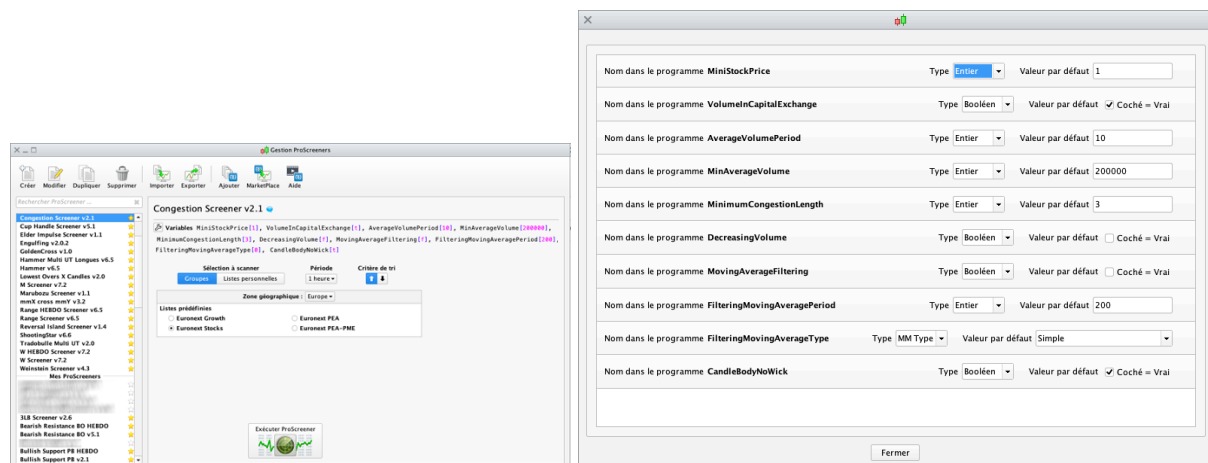 Gestion ProScreeners
Créer Modifier Dupliquer Supprimer Importer Exporter Ajouter MarketPlace Aide
Rechercher ProScreener ...
Congestion Screener v2.1
Cup Handle Screener v5.1
Elder Impulse Screener v1.1
Engulfing v2.0.2
GoldenCross v1.0
Hammer Multi UT Longues v6.5
Hammer v6.5
Lowest Overs X Candles v2.0
M Screener v7.2
Marubozu Screener v1.1
mmX cross mmY v3.2
Range HEBDO Screener v6.5
Range Screener v6.5
Reversal Island Screener v1.4
ShootingStar v6.6
Tradobulle Multi UT v2.0
W HEBDO Screener v7.2
W Screener v7.2
Weinstein Screener v4.3
Mes ProScreeners
3LB Screener v2.6
Bearish Resistance BO HEBDO
Bearish Resistance BO v5.1
Bullish Support PB HEBDO
Bullish Support PB v2.1
Congestion Screener v2.1
Variables MiniStockPrice[1], VolumeInCapitalExchange[t], AverageVolumePeriod[10], MinAverageVolume[200000],
MinimumCongestionLength[3], DecreasingVolume[f], MovingAverageFiltering[f], FilteringMovingAveragePeriod[200],
FilteringMovingAverageType[0], CandleBodyNoWick[t]
Sélection à scanner Période Critère de tri
Groupes Listes personnelles 1 heure
Zone géographique : Europe
Listes prédéfinies
Euronext Growth Euronext PEA
Euronext Stocks Euronext PEA-PME
Exécuter ProScreener
Nom dans le programme MiniStockPrice Type Entier Valeur par défaut 1
Nom dans le programme VolumeInCapitalExchange Type Booléen Valeur par défaut Coché = Vrai
Nom dans le programme AverageVolumePeriod Type Entier Valeur par défaut 10
Nom dans le programme MinAverageVolume Type Entier Valeur par défaut 200000
Nom dans le programme MinimumCongestionLength Type Entier Valeur par défaut 3
Nom dans le programme DecreasingVolume Type Booléen Valeur par défaut Coché = Vrai
Nom dans le programme MovingAverageFiltering Type Booléen Valeur par défaut Coché = Vrai
Nom dans le programme FilteringMovingAveragePeriod Type Entier Valeur par défaut 200
Nom dans le programme FilteringMovingAverageType Type MM Type Valeur par défaut Simple
Nom dans le programme CandleBodyNoWick Type Booléen Valeur par défaut Coché = Vrai
Fermer